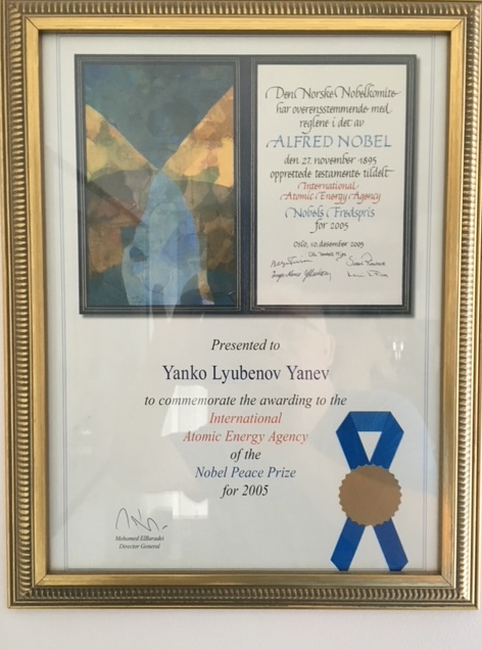 Den Norske Nobelkomite
har overensstemmende med
reglene i det av
ALFRED NOBEL
den 27. november 1895
opprettede testamente tildelt
International
Atomic Energy Agency
Nobels Fredspris
for 2005
Oslo, 10. desember 2005
Presented to
Yanko Lyubenov Yanev
to commemorate the awarding to the
International
Atomic Energy Agency
of the
Nobel Peace Prize
for 2005
Mohamed ElBaradei
Director General